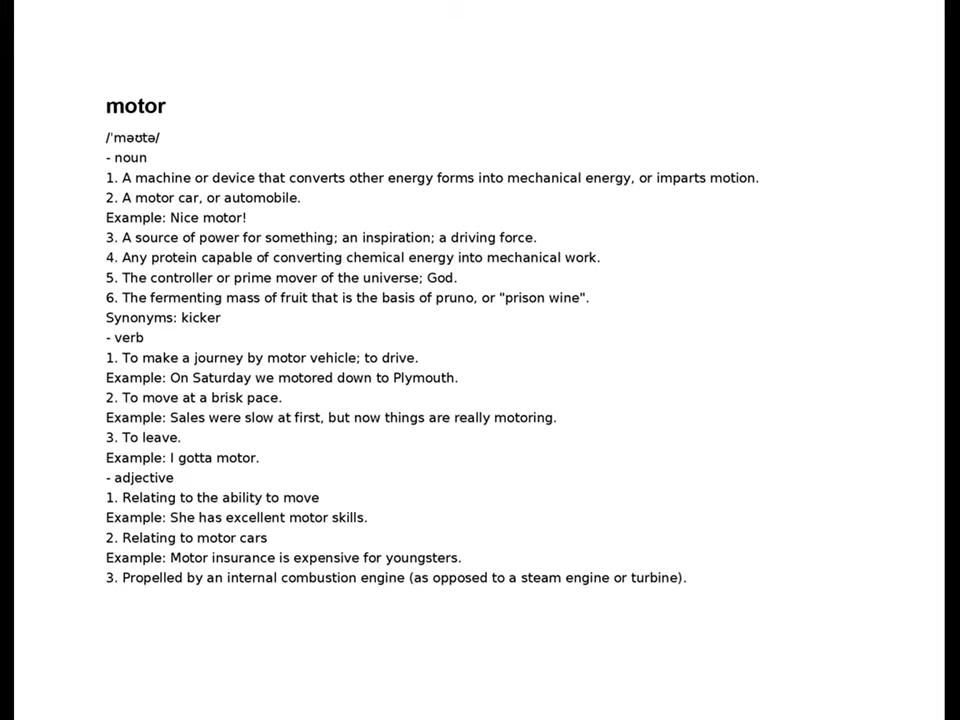 motor
/ˈməʊtə/
- noun
1. A machine or device that converts other energy forms into mechanical energy, or imparts motion.
2. A motor car, or automobile.
Example: Nice motor!
3. A source of power for something; an inspiration; a driving force.
4. Any protein capable of converting chemical energy into mechanical work.
5. The controller or prime mover of the universe; God.
6. The fermenting mass of fruit that is the basis of pruno, or "prison wine".
Synonyms: kicker
- verb
1. To make a journey by motor vehicle; to drive.
Example: On Saturday we motored down to Plymouth.
2. To move at a brisk pace.
Example: Sales were slow at first, but now things are really motoring.
3. To leave.
Example: I gotta motor.
- adjective
1. Relating to the ability to move
Example: She has excellent motor skills.
2. Relating to motor cars
Example: Motor insurance is expensive for youngsters.
3. Propelled by an internal combustion engine (as opposed to a steam engine or turbine).